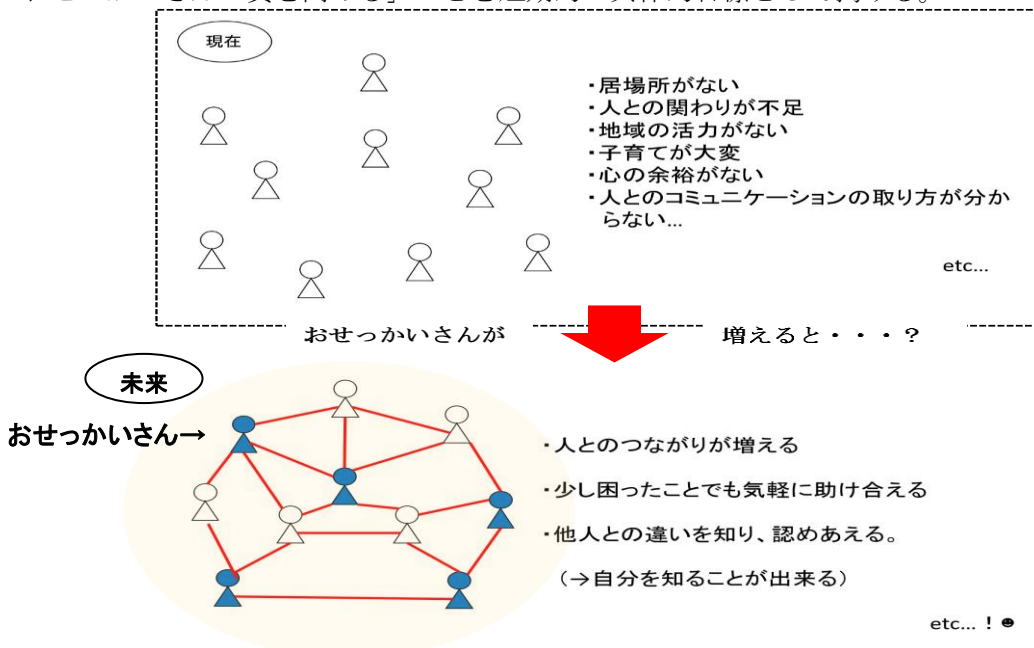 現在
・居場所がない
・人との関わりが不足
・地域の活力がない
・子育てが大変
・心の余裕がない
・人とのコミュニケーションの取り方が分か
らない…
etc…
おせっかいさんが 増えると・・・？
未来
おせっかいさん→
・人とのつながりが増える
・少し困ったことでも気軽に助け合える
・他人との違いを知り、認めあえる。
（→自分を知ることが出来る）
etc…！☻